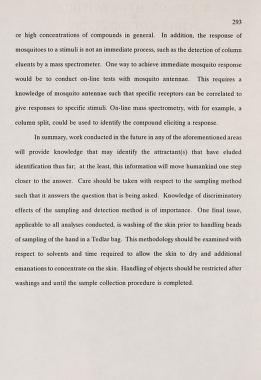 293
or high concentrations of compounds in general. In addition, the response of
mosquitoes to a stimuli is not an immediate process, such as the detection of column
eluents by a mass spectrometer. One way to achieve immediate mosquito response
would be to conduct on-line tests with mosquito antennae. This requires a
knowledge of mosquito antennae such that specific receptors can be correlated to
give responses to specific stimuli. On-line mass spectrometry, with for example, a
column split, could be used to identify the compound eliciting a response.
In summary, work conducted in the future in any of the aforementioned areas
will provide knowledge that may identify the attractant(s) that have eluded
identification thus far; at the least, this information will move humankind one step
closer to the answer. Care should be taken with respect to the sampling method
such that it answers the question that is being asked. Knowledge of discriminatory
effects of the sampling and detection method is of importance. One final issue,
applicable to all analyses conducted, is washing of the skin prior to handling beads
of sampling of the hand in a Tedlar bag. This methodology should be examined with
respect to solvents and time required to allow the skin to dry and additional
emanations to concentrate on the skin. Handling of objects should be restricted after
washings and until the sample collection procedure is completed.